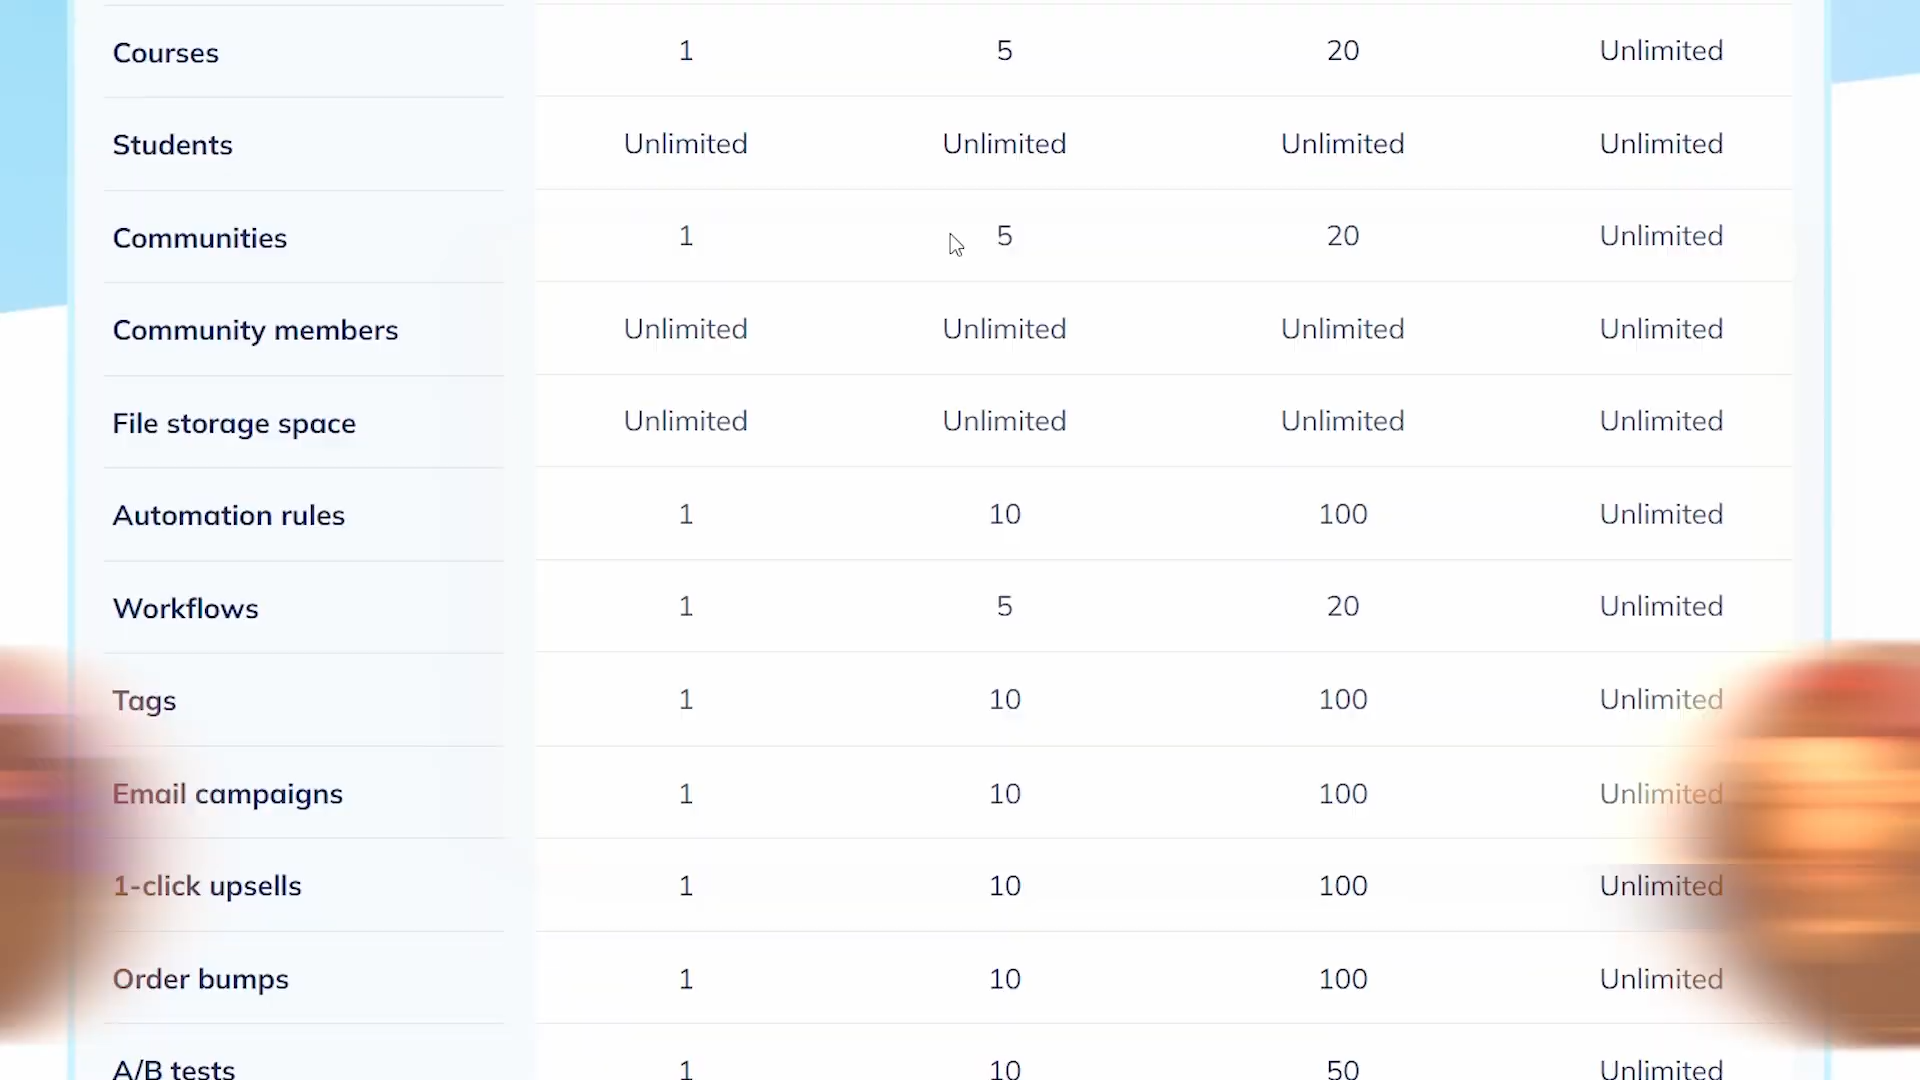 Courses 1 5 20 Unlimited
Students Unlimited Unlimited Unlimited Unlimited
Communities 1 5 20 Unlimited
Community members Unlimited Unlimited Unlimited Unlimited
File storage space Unlimited Unlimited Unlimited Unlimited
Automation rules 1 10 100 Unlimited
Workflows 1 5 20 Unlimited
Tags 1 10 100 Unlimited
Email campaigns 1 10 100 Unlimited
1-click upsells 1 10 100 Unlimited
Order bumps 1 10 100 Unlimited
A/B tests 1 10 50 Unlimited